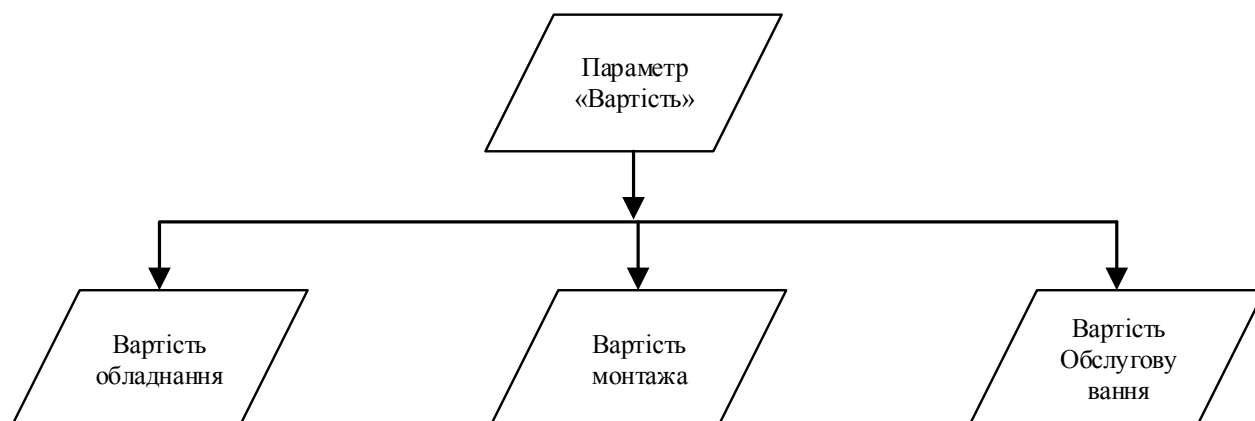 Параметр
«Вартість»
Вартість
обладнання
Вартість
монтажа
Вартість
Обслугову
вання